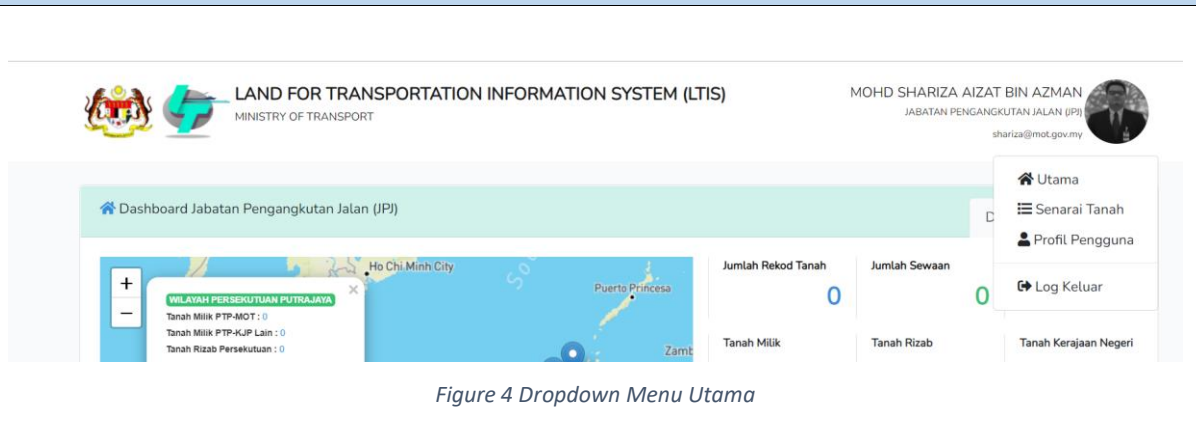 LAND FOR TRANSPORTATION INFORMATION SYSTEM (LTIS)
MINISTRY OF TRANSPORT
MOHD SHARIZA AIZAT BIN AZMAN
JABATAN PENGANGKUTAN JALAN (JPJ)
shariza@mot.gov.my
Utama
Senarai Tanah
Profil Pengguna
Log Keluar
Dashboard Jabatan Pengangkutan Jalan (JPJ)
D
+
−
WILAYAH PERSEKUTUAN PUTRAJAYA
×
Tanah Milik PTP-MOT : 0
Tanah Milik PTP-KJP Lain : 0
Tanah Rizab Persekutuan : 0
Ho Chi Minh City
Sou
Puerto Princesa
Zamb
Jumlah Rekod Tanah
0
Jumlah Sewaan
0
Tanah Milik
Tanah Rizab
Tanah Kerajaan Negeri
Figure 4 Dropdown Menu Utama